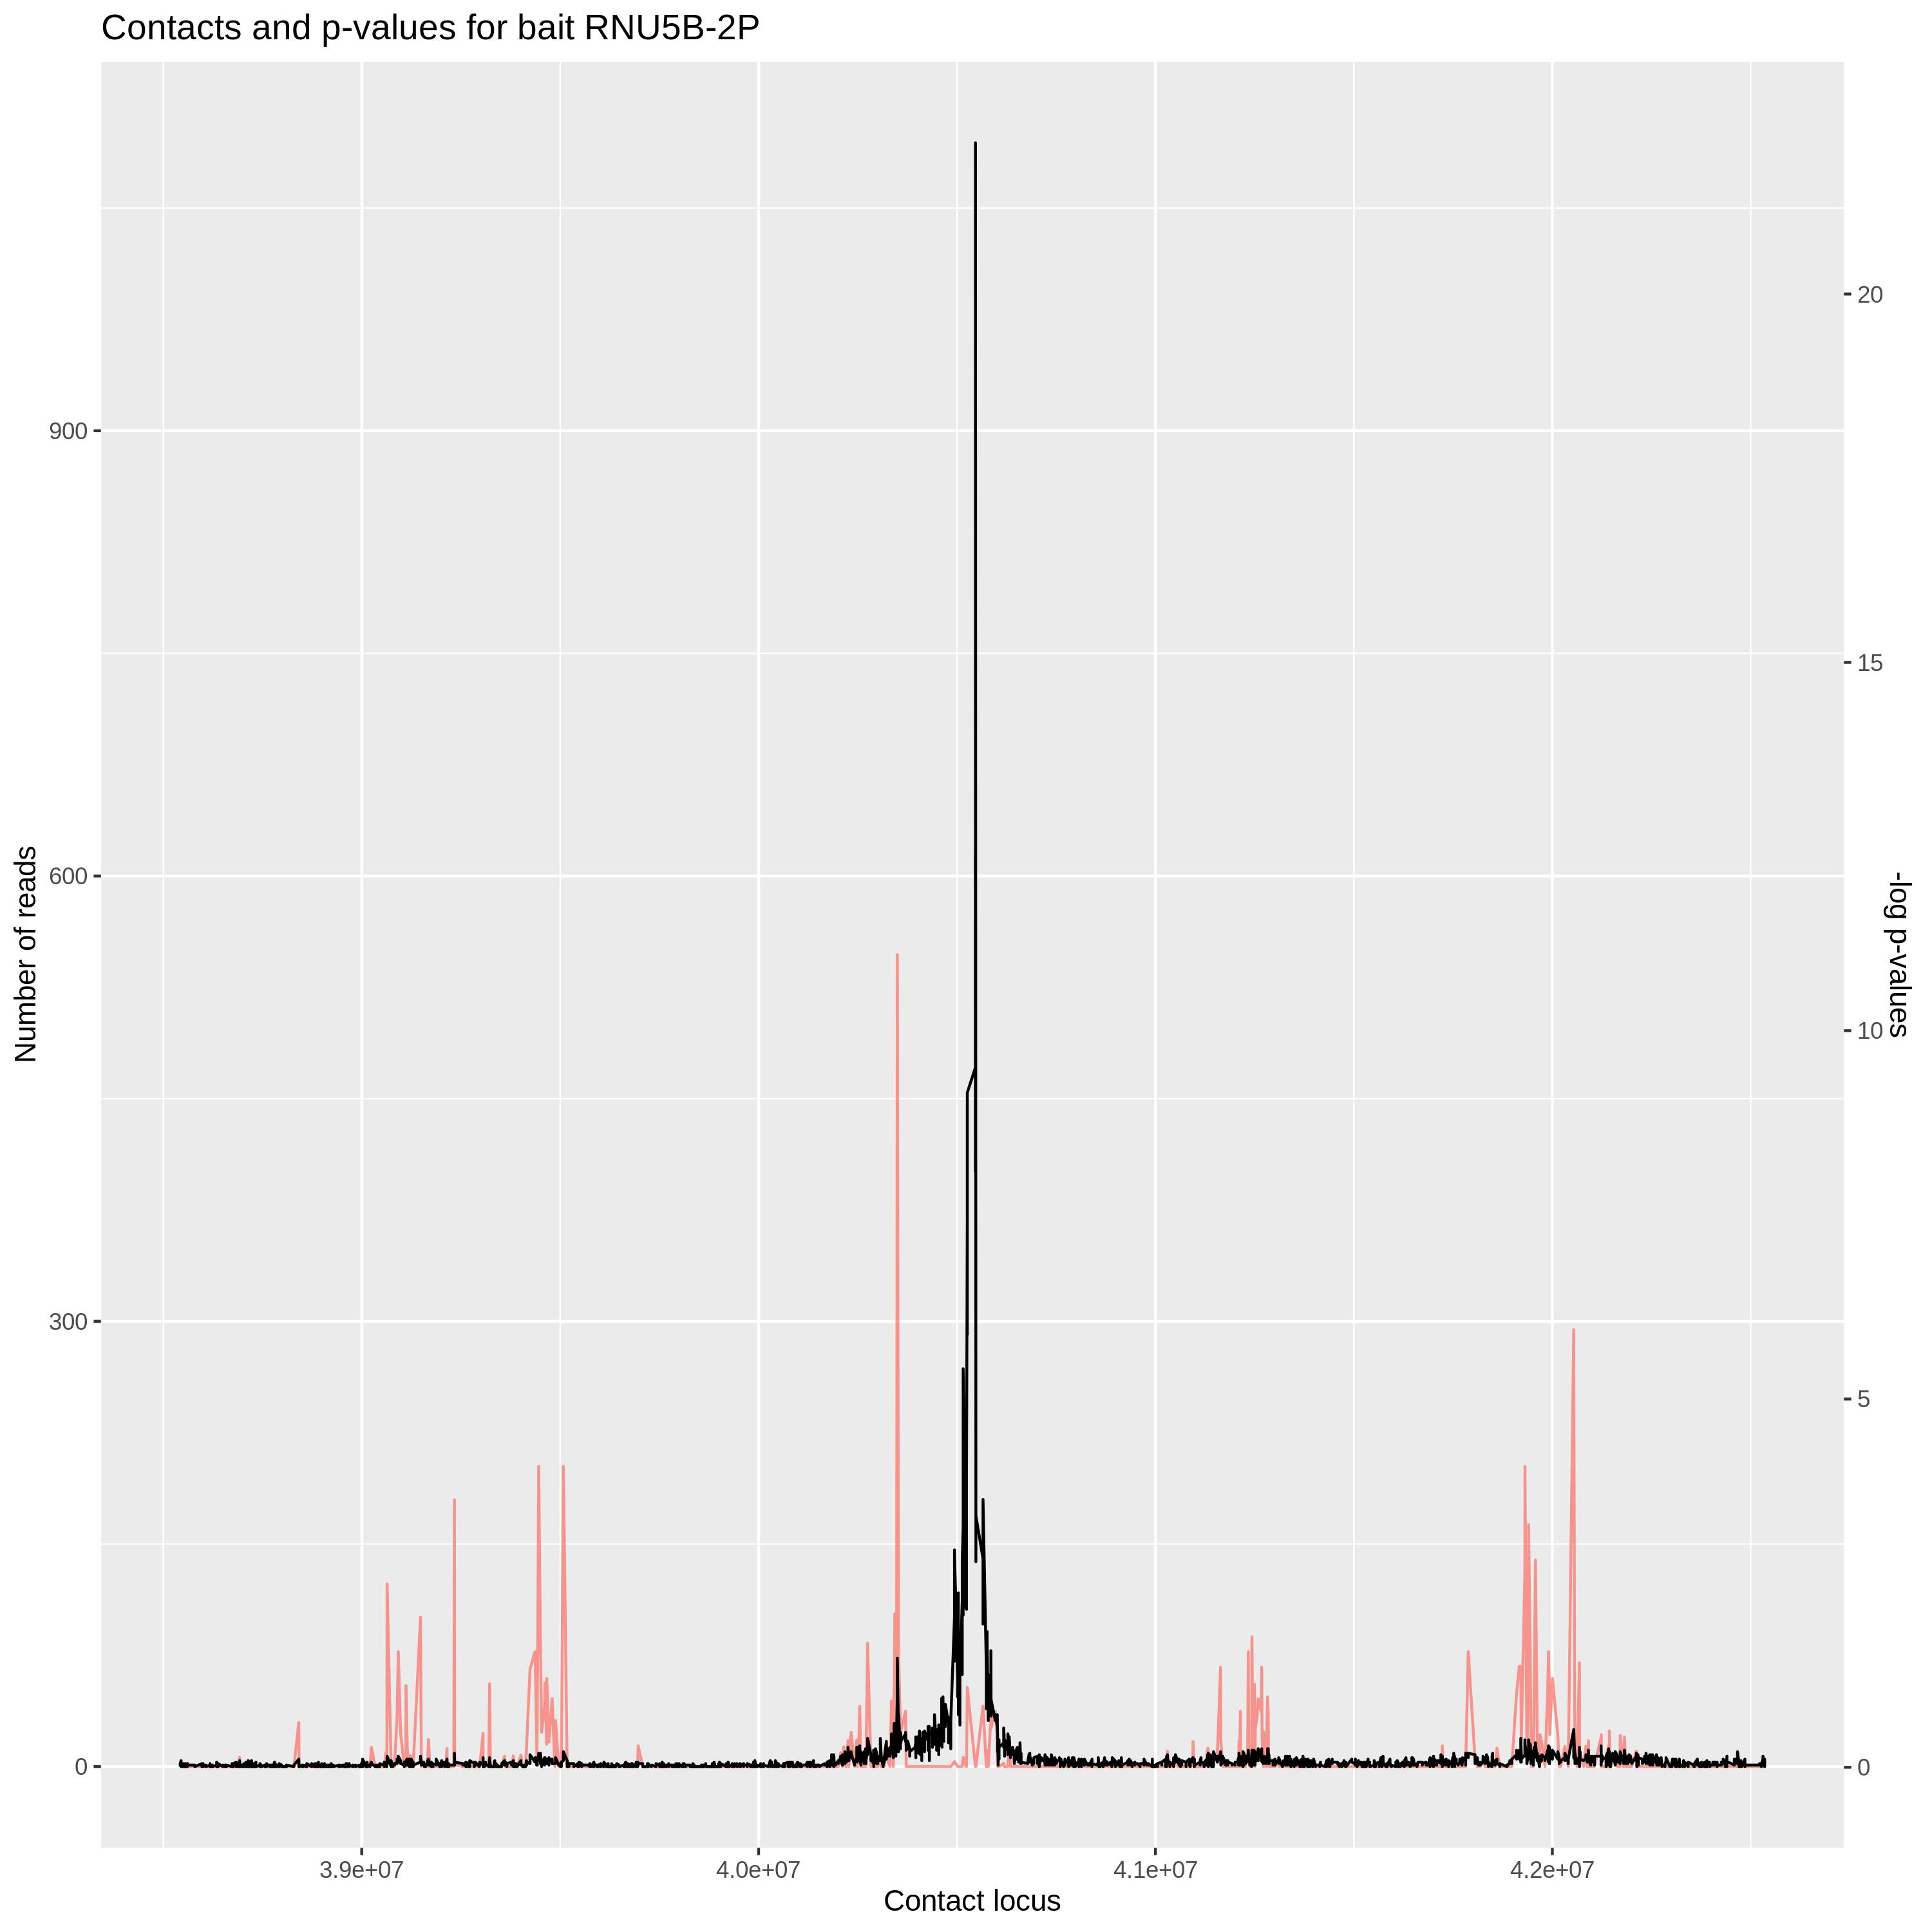 Contacts and p-values for bait RNU5B-2P
Number of reads
900
600
300
0
20
15
10
5
0
-log p-values
3.9e+07
4.0e+07
4.1e+07
4.2e+07
Contact locus